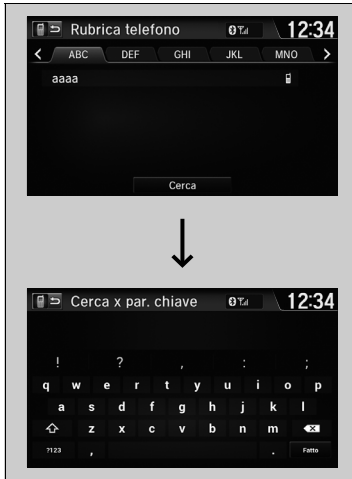 Rubrica telefono 12:34
ABC DEF GHI JKL MNO
aaaa
Cerca
Cerca x par. chiave 12:34
! ? , : ;
q w e r t y u i o p
a s d f g h j k l
z x c v b n m
?123 , . Fatto